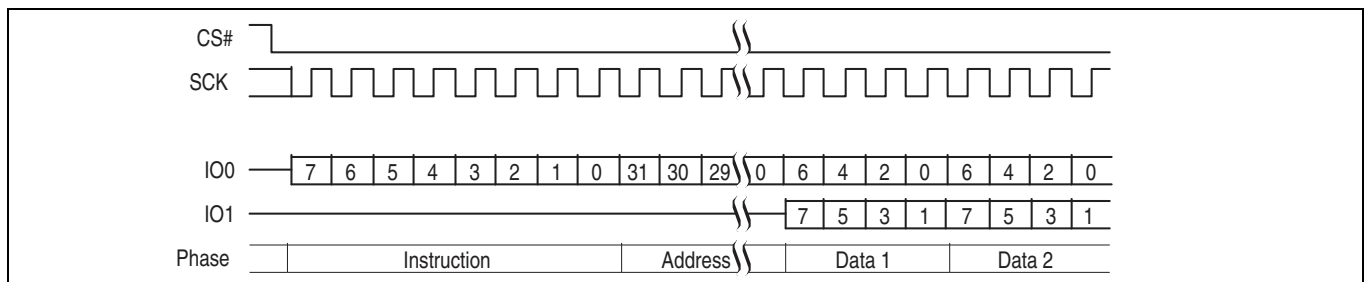 CS#
SCK
IO0 7 6 5 4 3 2 1 0 31 30 29 0 6 4 2 0 6 4 2 0
IO1 7 5 3 1 7 5 3 1
Phase Instruction Address Data 1 Data 2